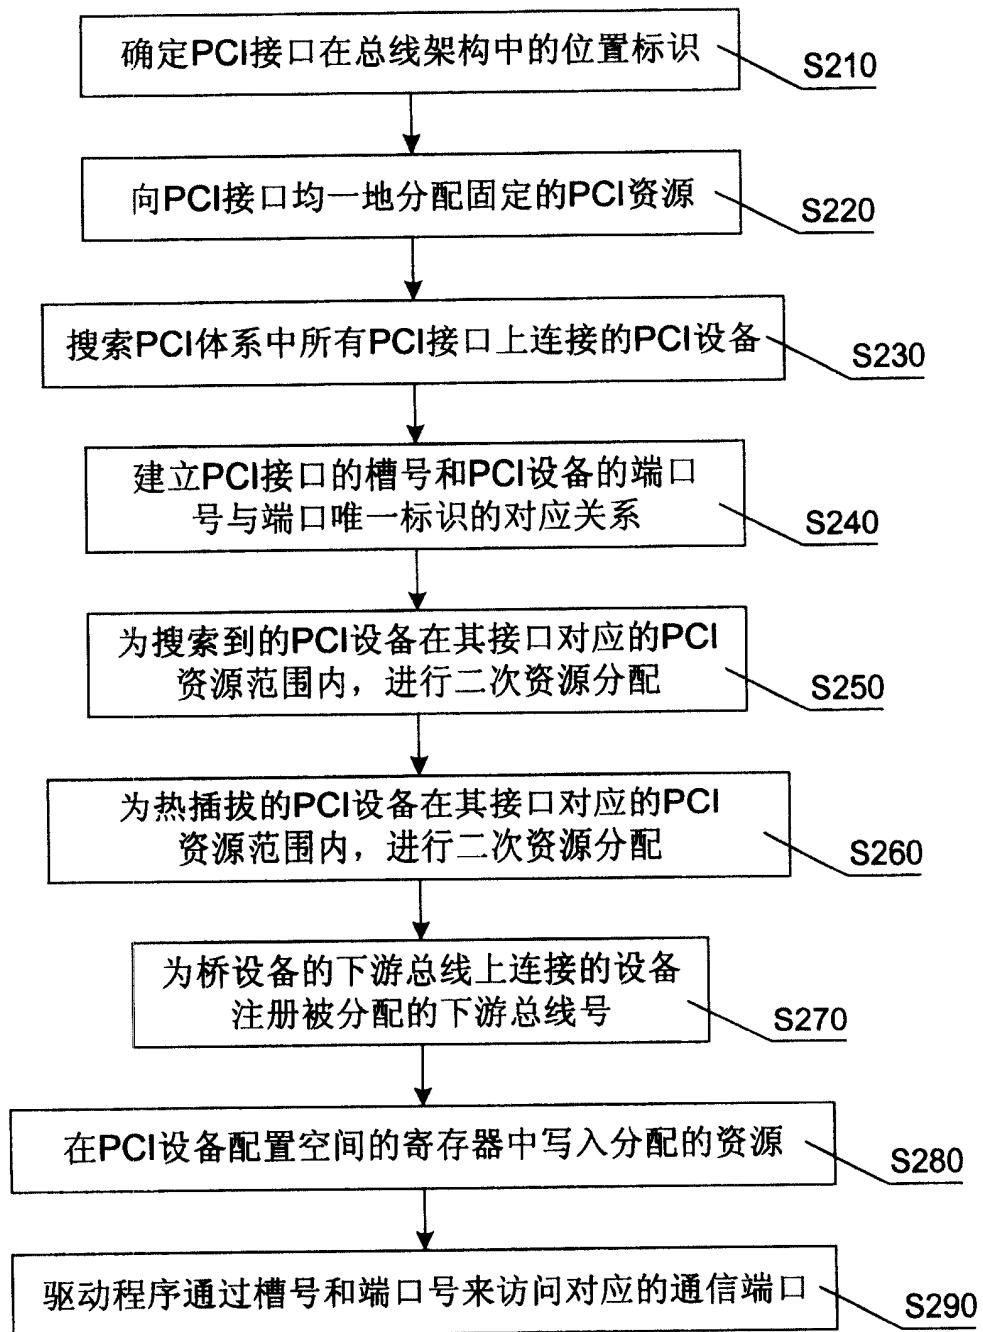 确定PCI接口在总线架构中的位置标识
S210
向PCI接口均一地分配固定的PCI资源
S220
搜索PCI体系中所有PCI接口上连接的PCI设备
S230
建立PCI接口的槽号和PCI设备的端口
号与端口唯一标识的对应关系
S240
为搜索到的PCI设备在其接口对应的PCI
资源范围内，进行二次资源分配
S250
为热插拔的PCI设备在其接口对应的PCI
资源范围内，进行二次资源分配
S260
为桥设备的下游总线上连接的设备
注册被分配的下游总线号
S270
在PCI设备配置空间的寄存器中写入分配的资源
S280
驱动程序通过槽号和端口号来访问对应的通信端口
S290